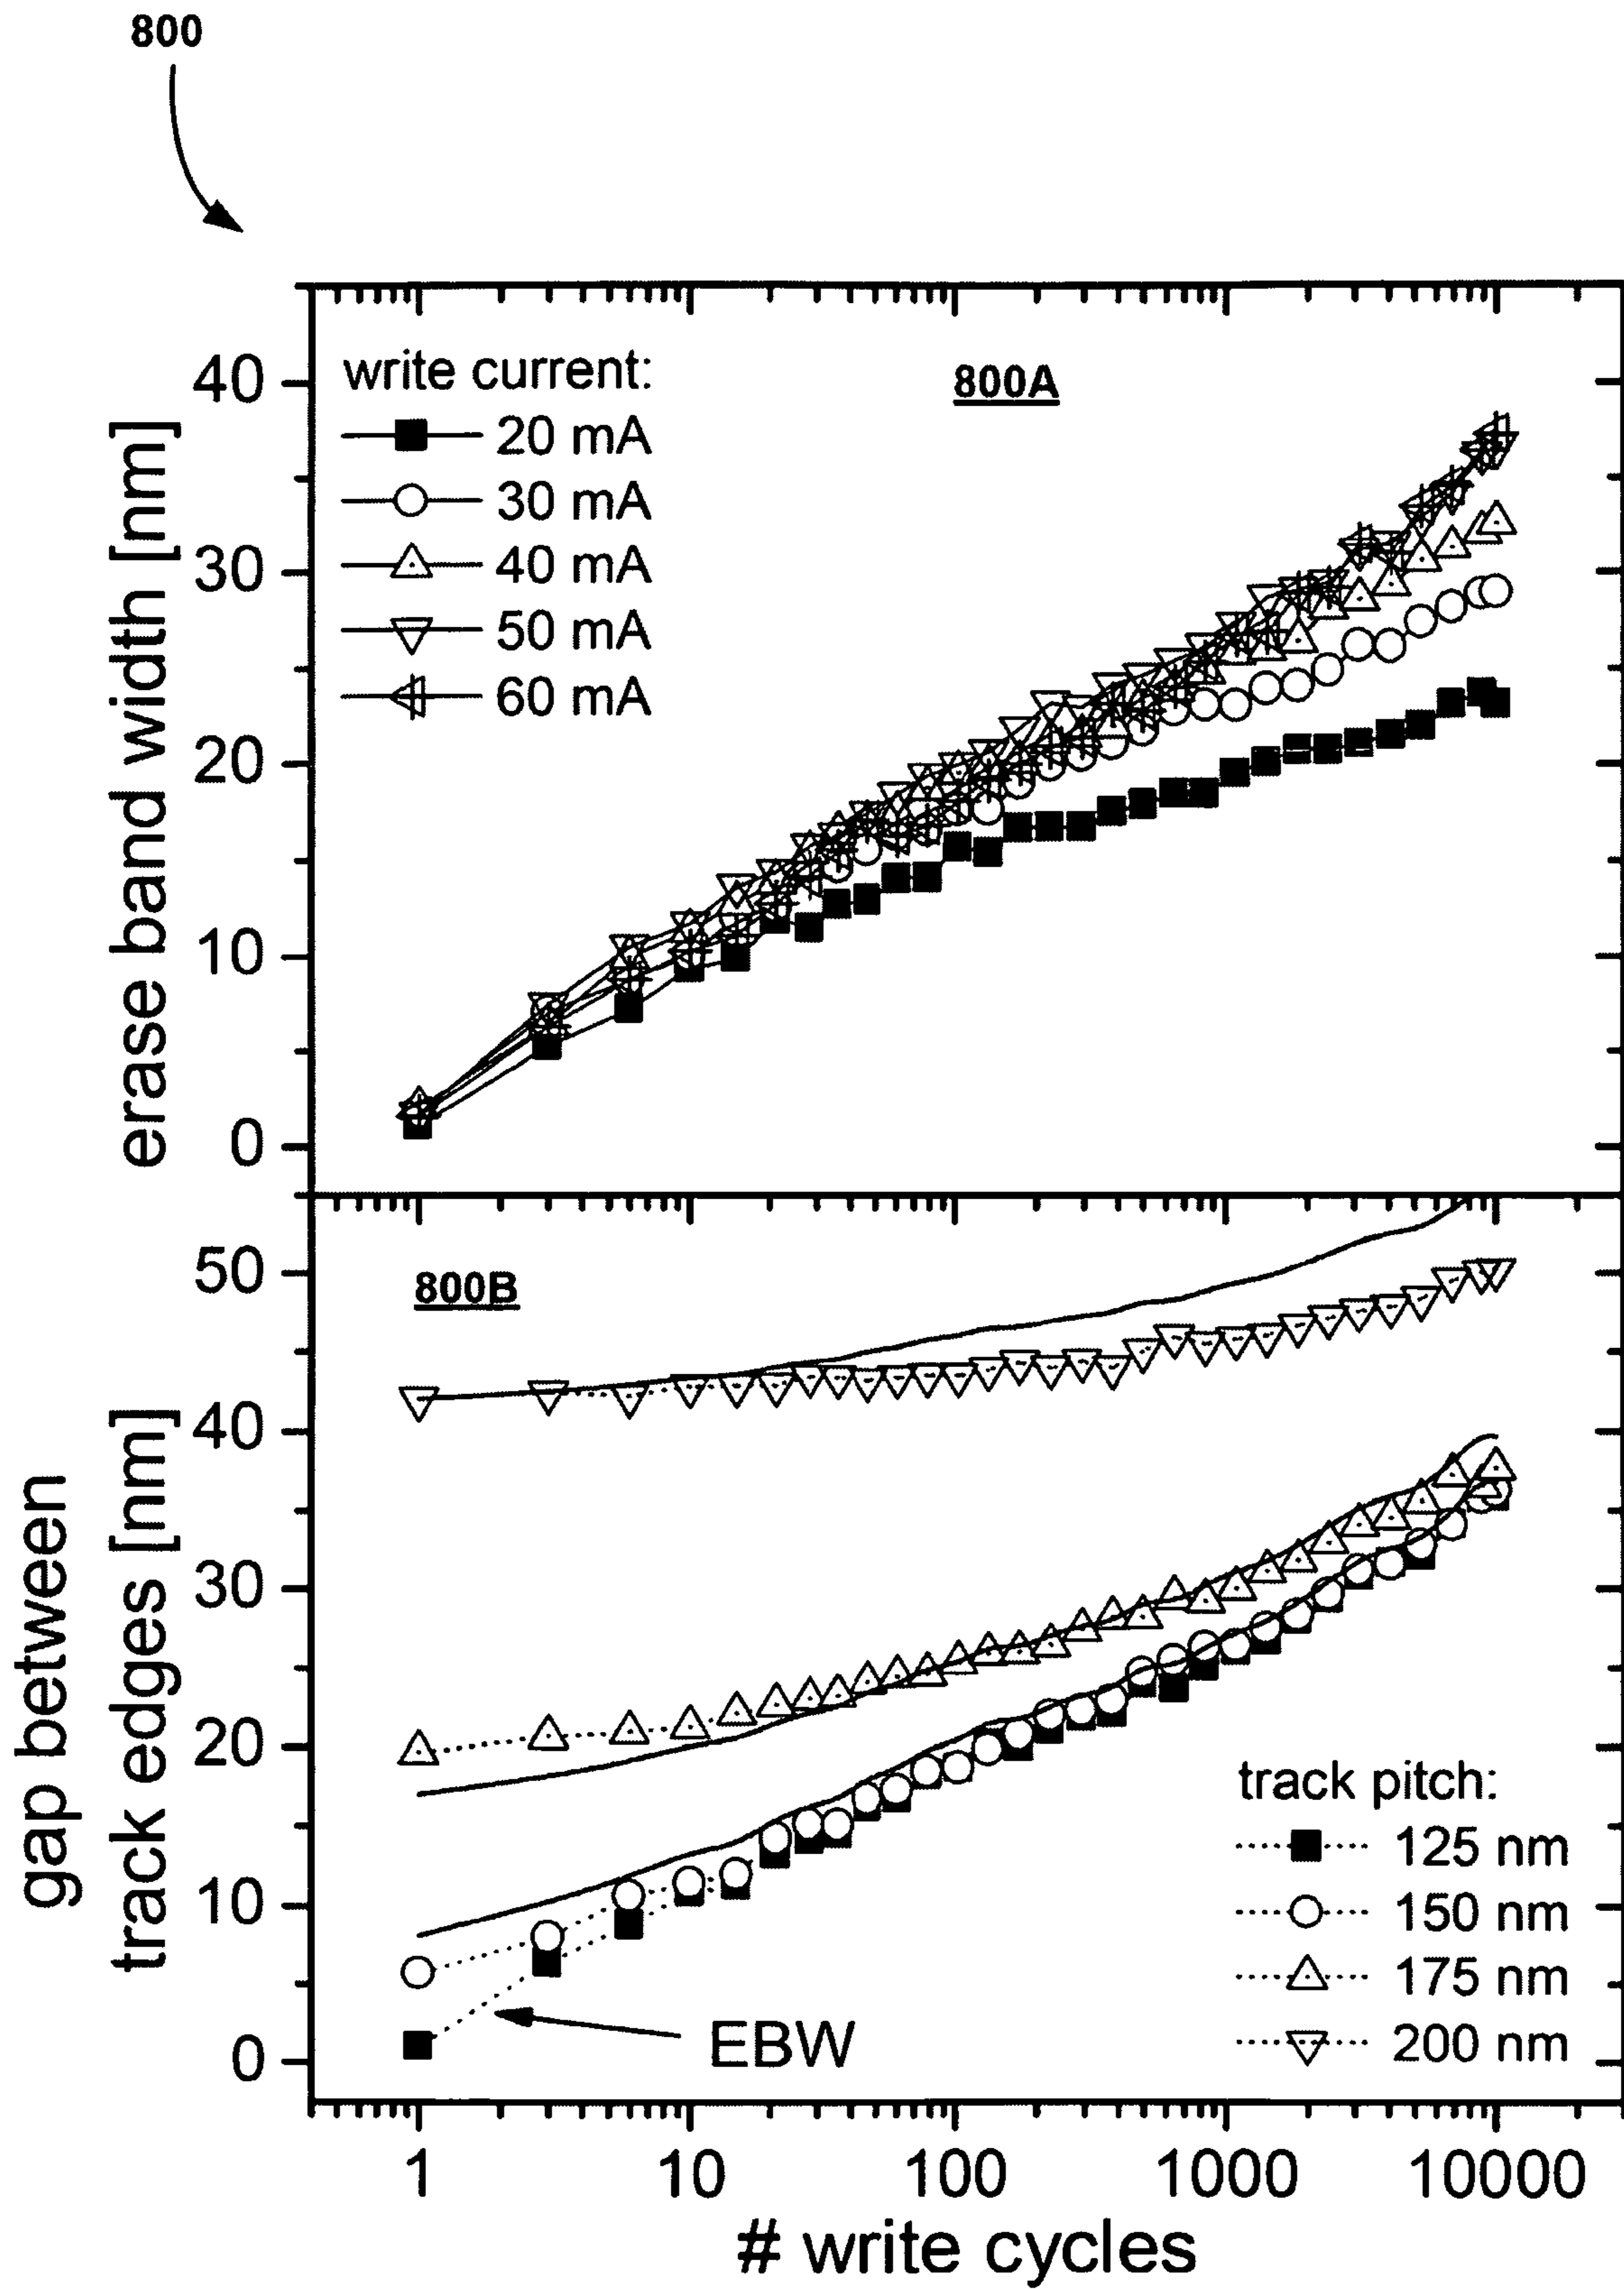 800
800A
write current:
20 mA
30 mA
40 mA
50 mA
60 mA
erase band width [nm]
40
30
20
10
0
800B
gap between
track edges [nm]
50
40
30
20
10
0
EBW
track pitch:
125 nm
150 nm
175 nm
200 nm
1 10 100 1000 10000
# write cycles